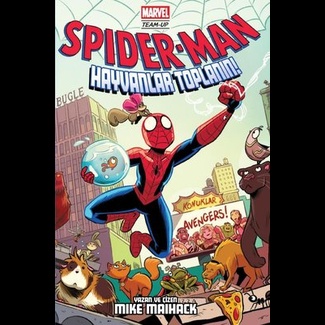 MARVEL
TEAM-UP
SPIDER-MAN
HAYVANLAR TOPLANIN!
BUGLE
KONUKLAR
AVENGERS!
YAZAN VE ÇİZEN
MIKE MAIHACK